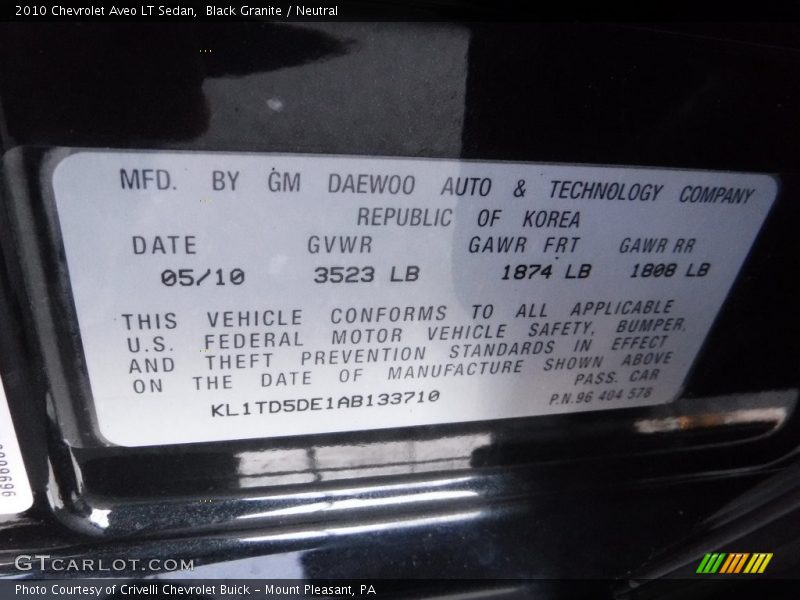 2010 Chevrolet Aveo LT Sedan, Black Granite / Neutral
MFD. BY GM DAEWOO AUTO & TECHNOLOGY COMPANY
REPUBLIC OF KOREA
DATE GVWR GAWR FRT GAWR RR
05/10 3523 LB 1874 LB 1808 LB
THIS VEHICLE CONFORMS TO ALL APPLICABLE
U.S. FEDERAL MOTOR VEHICLE SAFETY, BUMPER,
AND THEFT PREVENTION STANDARDS IN EFFECT
ON THE DATE OF MANUFACTURE SHOWN ABOVE
PASS. CAR
KL1TD5DE1AB133710
P.N.96 404 578
GTCARLOT.COM
Photo Courtesy of Crivelli Chevrolet Buick - Mount Pleasant, PA